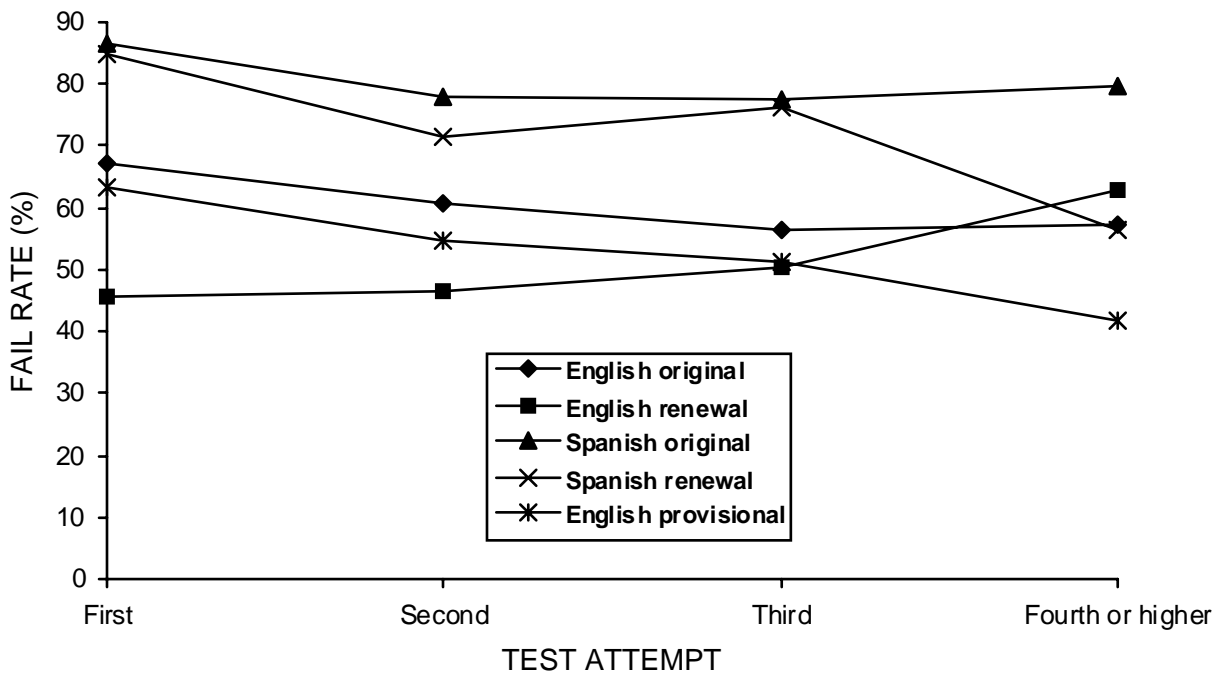 90
80
70
60
50
40
30
20
10
0
FAIL RATE (%)
English original
English renewal
Spanish original
Spanish renewal
English provisional
First Second Third Fourth or higher
TEST ATTEMPT